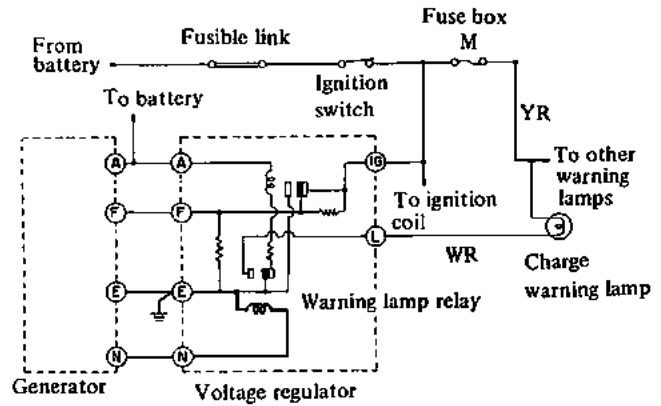 Fuse box
M
Fusible link
From
battery
Ignition
switch
To battery
YR
A
A
IG
To other
warning
lamps
F
F
To ignition
coil
L
WR
Charge
warning lamp
E
E
Warning lamp relay
N
N
Generator
Voltage regulator